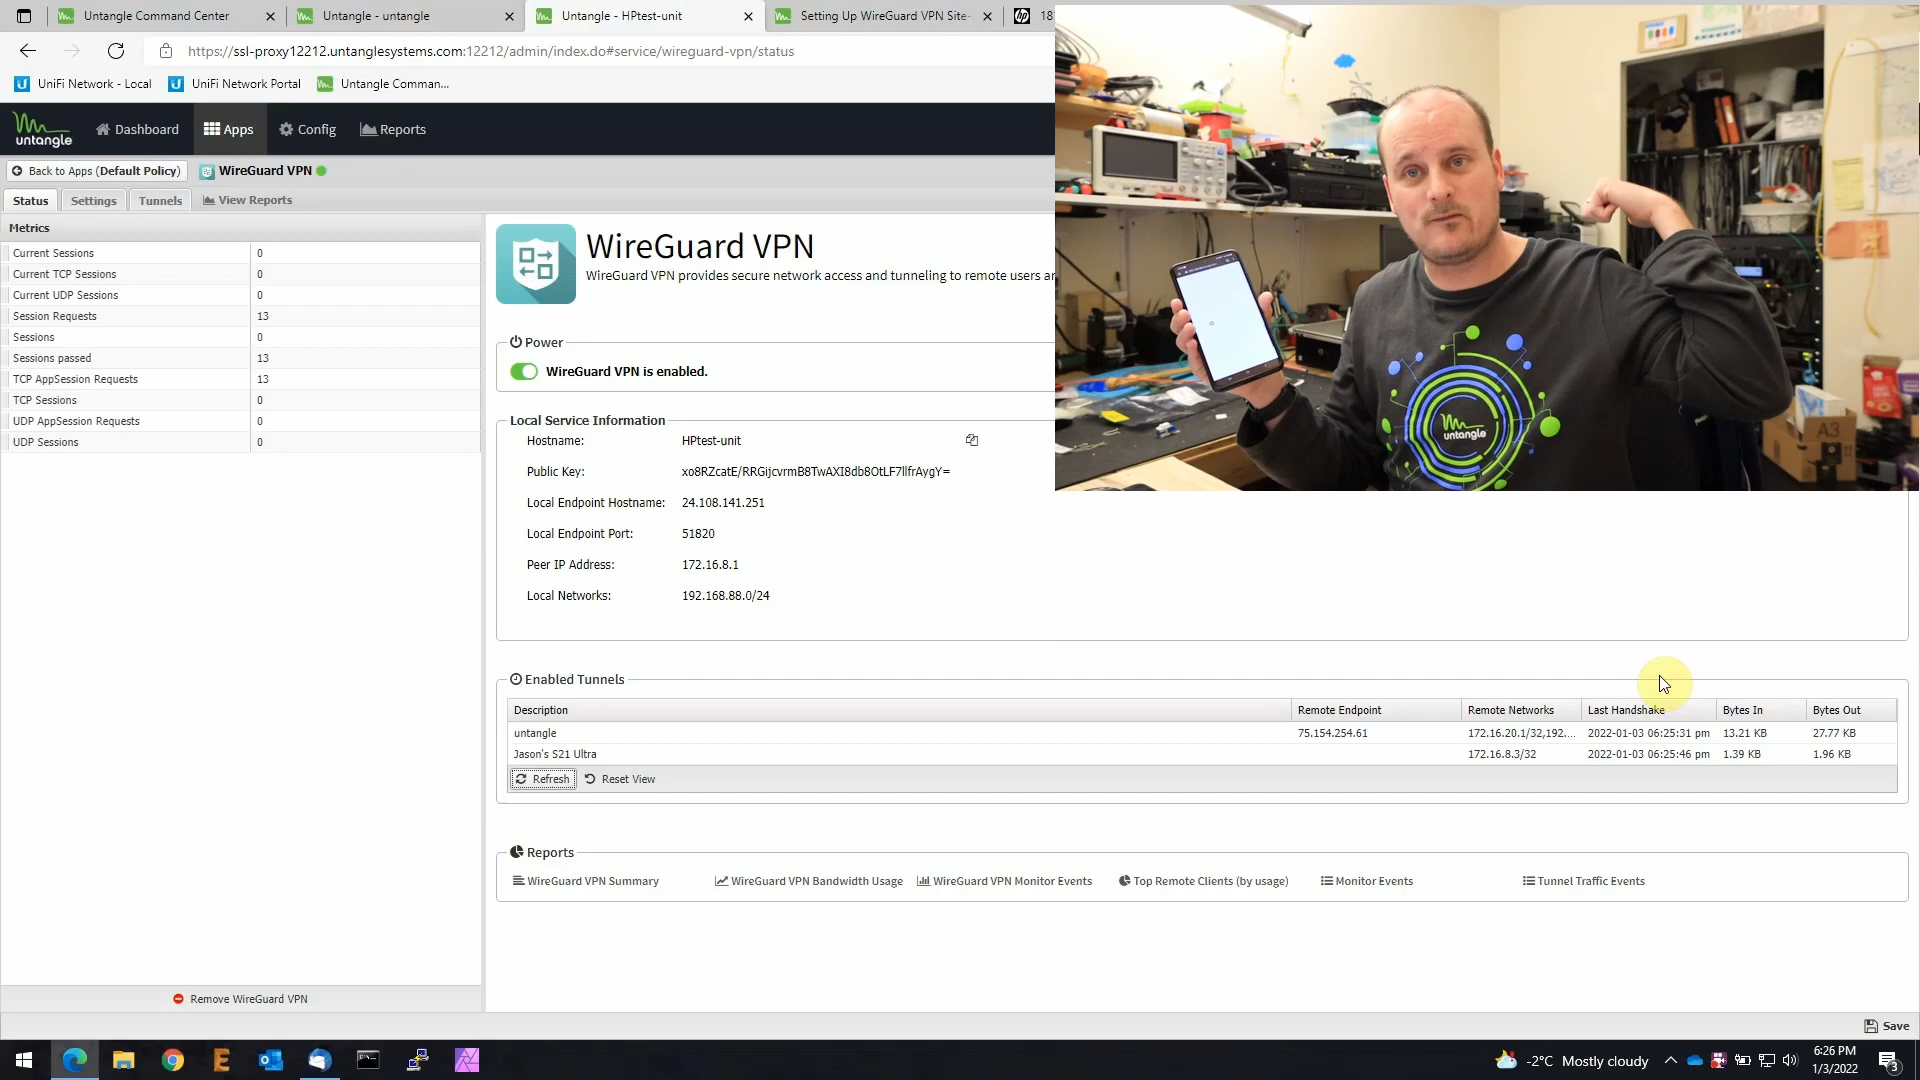 Untangle Command Center
Untangle - untangle
Untangle - HPtest-unit
Setting Up WireGuard VPN Site-
hp
18
https://ssl-proxy12212.untanglesystems.com:12212/admin/index.do#service/wireguard-vpn/status
UniFi Network - Local
UniFi Network Portal
Untangle Comman...
untangle
Dashboard
Apps
Config
Reports
Back to Apps (Default Policy)
WireGuard VPN
Status
Settings
Tunnels
View Reports
Metrics
Current Sessions 0
Current TCP Sessions 0
Current UDP Sessions 0
Session Requests 13
Sessions 0
Sessions passed 13
TCP AppSession Requests 13
TCP Sessions 0
UDP AppSession Requests 0
UDP Sessions 0
Remove WireGuard VPN
WireGuard VPN
WireGuard VPN provides secure network access and tunneling to remote users an
Power
WireGuard VPN is enabled.
Local Service Information
Hostname: HPtest-unit
Public Key: xo8RZcatE/RRGijcvrmB8TwAXI8db8OtLF7llfrAygY=
Local Endpoint Hostname: 24.108.141.251
Local Endpoint Port: 51820
Peer IP Address: 172.16.8.1
Local Networks: 192.168.88.0/24
untangle
A3
Enabled Tunnels
Description Remote Endpoint Remote Networks Last Handshake Bytes In Bytes Out
untangle 75.154.254.61 172.16.20.1/32,192.... 2022-01-03 06:25:31 pm 13.21 KB 27.77 KB
Jason's S21 Ultra 172.16.8.3/32 2022-01-03 06:25:46 pm 1.39 KB 1.96 KB
Refresh
Reset View
Reports
WireGuard VPN Summary
WireGuard VPN Bandwidth Usage
WireGuard VPN Monitor Events
Top Remote Clients (by usage)
Monitor Events
Tunnel Traffic Events
Save
-2°C Mostly cloudy
6:26 PM
1/3/2022
3